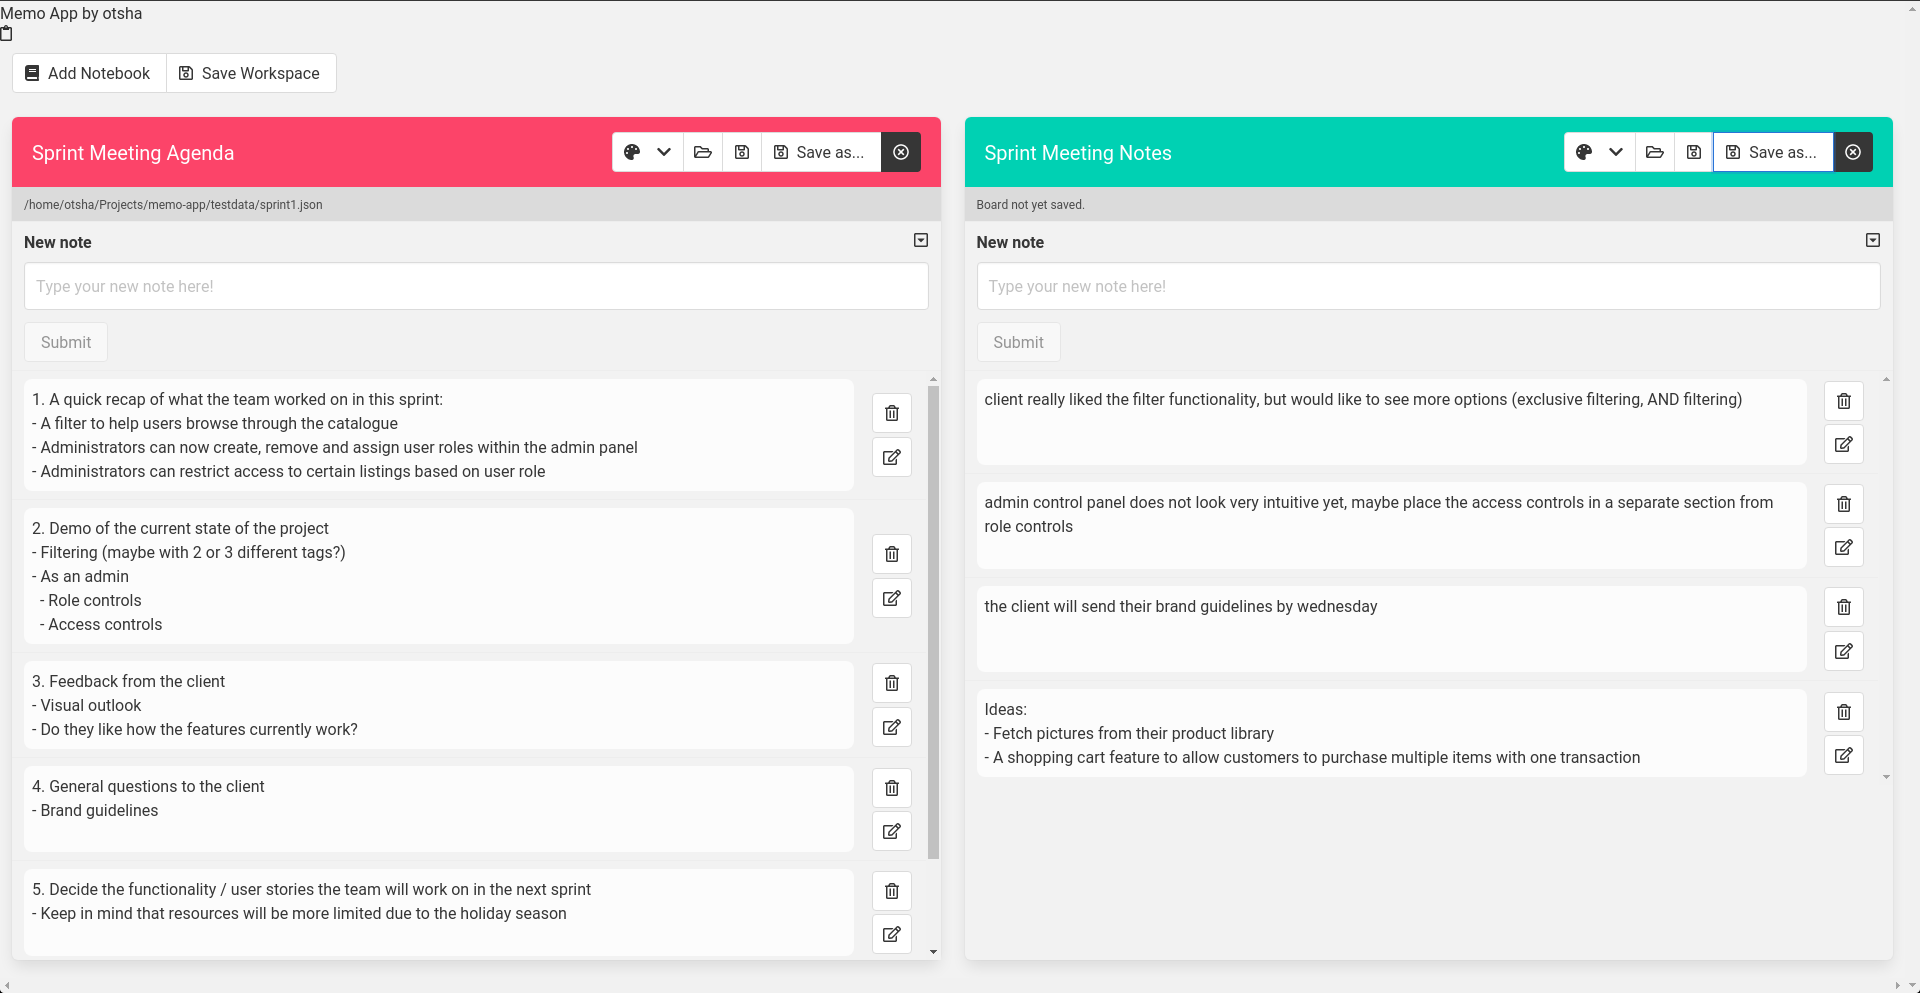 Memo App by otsha
Add Notebook
Save Workspace
Sprint Meeting Agenda
Save as...
/home/otsha/Projects/memo-app/testdata/sprint1.json
New note
Type your new note here!
Submit
1. A quick recap of what the team worked on in this sprint:
- A filter to help users browse through the catalogue
- Administrators can now create, remove and assign user roles within the admin panel
- Administrators can restrict access to certain listings based on user role
2. Demo of the current state of the project
- Filtering (maybe with 2 or 3 different tags?)
- As an admin
  - Role controls
  - Access controls
3. Feedback from the client
- Visual outlook
- Do they like how the features currently work?
4. General questions to the client
- Brand guidelines
5. Decide the functionality / user stories the team will work on in the next sprint
- Keep in mind that resources will be more limited due to the holiday season
Sprint Meeting Notes
Save as...
Board not yet saved.
New note
Type your new note here!
Submit
client really liked the filter functionality, but would like to see more options (exclusive filtering, AND filtering)
admin control panel does not look very intuitive yet, maybe place the access controls in a separate section from
role controls
the client will send their brand guidelines by wednesday
Ideas:
- Fetch pictures from their product library
- A shopping cart feature to allow customers to purchase multiple items with one transaction